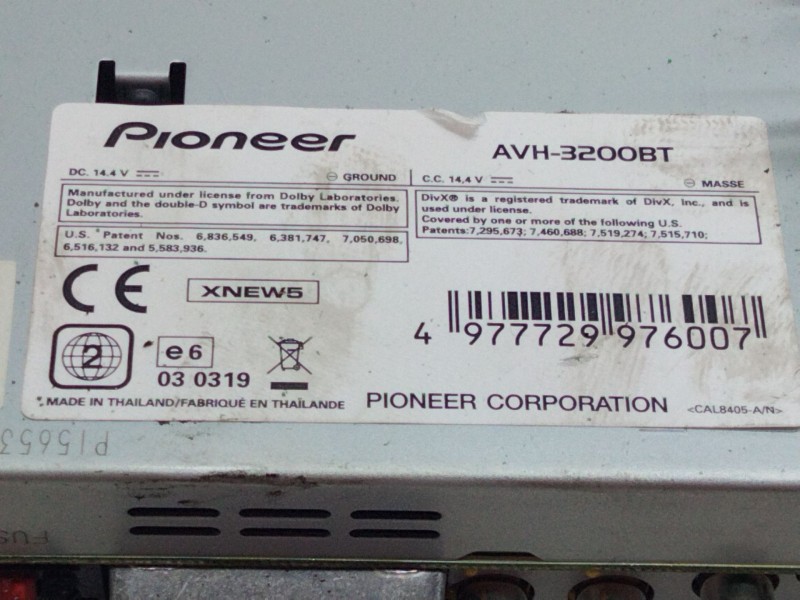 Pioneer
AVH-3200BT
DC. 14.4 V
GROUND
C.C. 14,4 V
MASSE
Manufactured under license from Dolby Laboratories.
Dolby and the double-D symbol are trademarks of Dolby
Laboratories.
DivX® is a registered trademark of DivX, Inc., and is
used under license.
Covered by one or more of the following U.S.
Patents:7,295,673; 7,460,688; 7,519,274; 7,515,710;
U.S. Patent Nos. 6,836,549, 6,381,747, 7,050,698,
6,516,132 and 5,583,936.
CE
XNEW5
2
e6
03 0319
4 977729 976007
MADE IN THAILAND/FABRIQUÉ EN THAÏLANDE
PIONEER CORPORATION
<CAL8405-A/N>
FUS